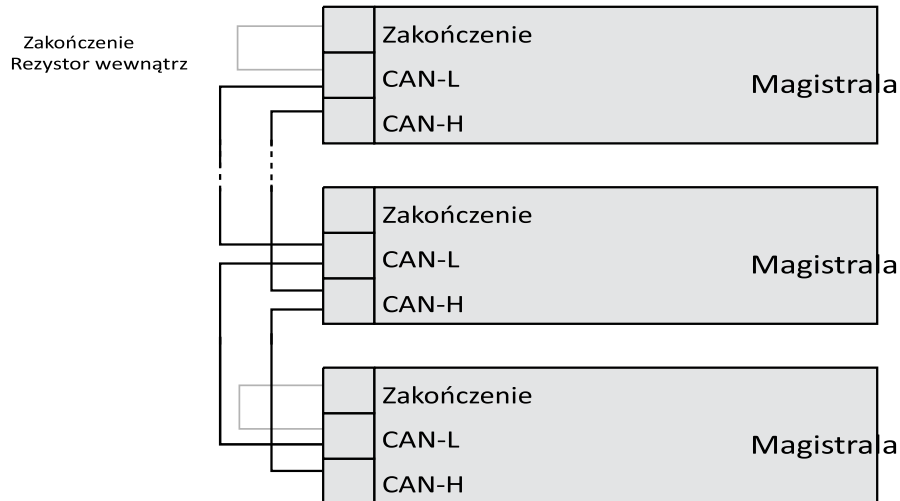 Zakończenie
Rezystor wewnątrz
Zakończenie
CAN-L
Magistrala
CAN-H
Zakończenie
CAN-L
Magistrala
CAN-H
Zakończenie
CAN-L
Magistrala
CAN-H